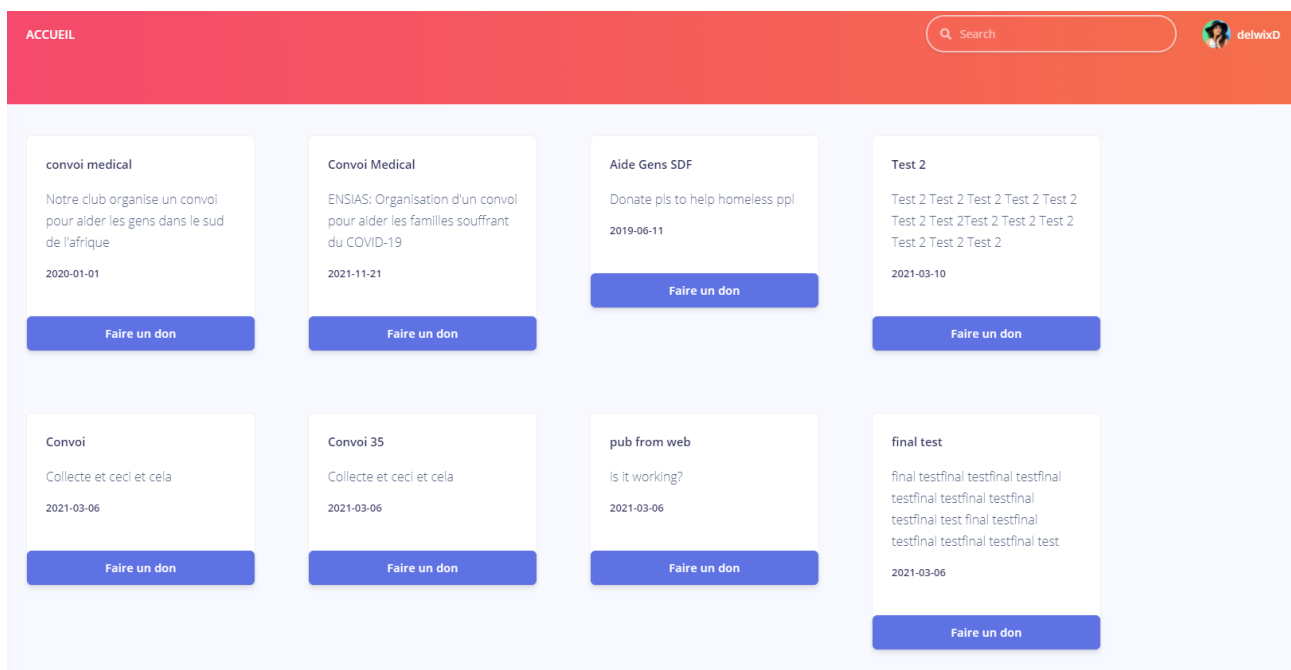 ACCUEIL
Search
delwixD
convoi medical
Notre club organise un convoi
pour aider les gens dans le sud
de l'afrique
2020-01-01
Faire un don
Convoi Medical
ENSIAS: Organisation d'un convoi
pour aider les familles souffrant
du COVID-19
2021-11-21
Faire un don
Aide Gens SDF
Donate pls to help homeless ppl
2019-06-11
Faire un don
Test 2
Test 2 Test 2 Test 2 Test 2 Test 2
Test 2 Test 2Test 2 Test 2 Test 2
Test 2 Test 2 Test 2
2021-03-10
Faire un don
Convoi
Collecte et ceci et cela
2021-03-06
Faire un don
Convoi 35
Collecte et ceci et cela
2021-03-06
Faire un don
pub from web
is it working?
2021-03-06
Faire un don
final test
final testfinal testfinal testfinal
testfinal testfinal testfinal
testfinal test final testfinal
testfinal testfinal testfinal test
2021-03-06
Faire un don